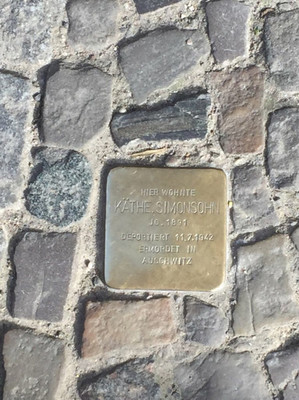 HIER WOHNTE
KÄTHE SIMONSOHN
JG. 1891
DEPORTIERT 11.7.1942
ERMORDET IN
AUSCHWITZ